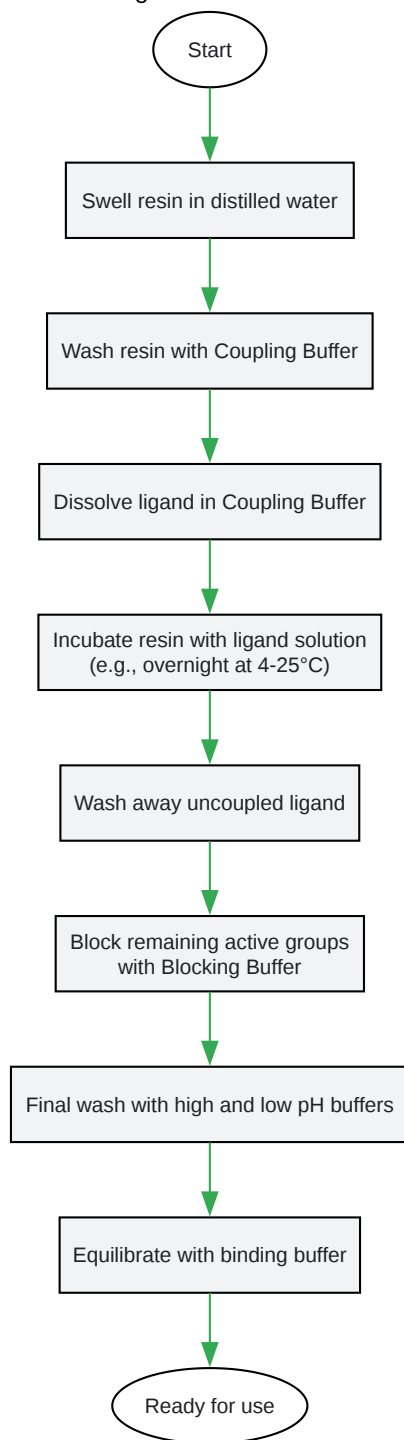 Start
Swell resin in distilled water
Wash resin with Coupling Buffer
Dissolve ligand in Coupling Buffer
Incubate resin with ligand solution
(e.g., overnight at 4-25°C)
Wash away uncoupled ligand
Block remaining active groups
with Blocking Buffer
Final wash with high and low pH buffers
Equilibrate with binding buffer
Ready for use